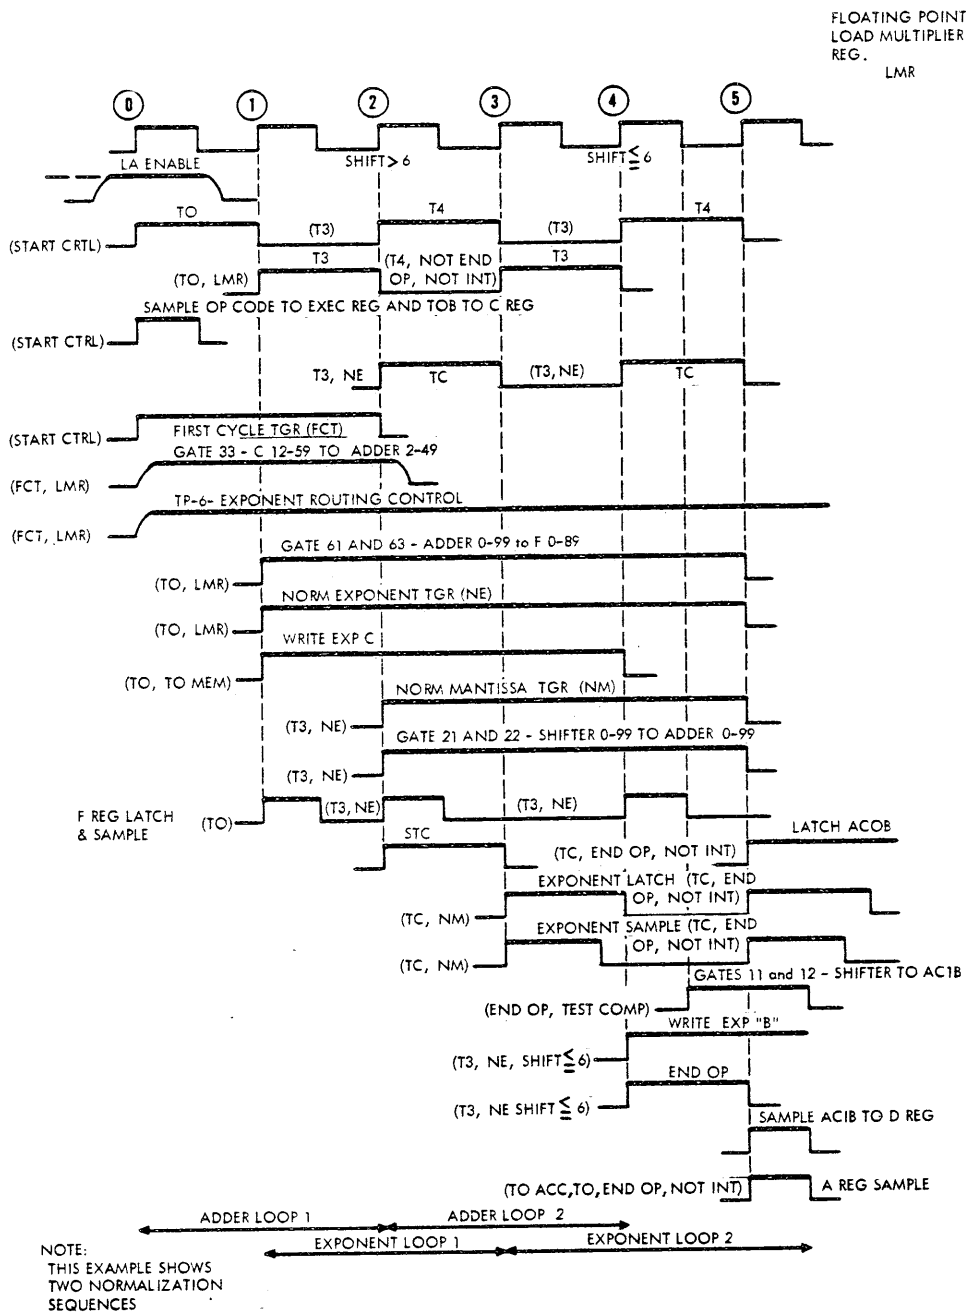 FLOATING POINT
LOAD MULTIPLIER
REG.
LMR
0 1 2 3 4 5
SHIFT> 6 SHIFT ≦ 6
LA ENABLE
TO T4 T4
(START CRTL) (T3) (T3)
T3 (T4, NOT END T3
(TO, LMR) OP, NOT INT)
SAMPLE OP CODE TO EXEC REG AND TOB TO C REG
(START CTRL)
T3, NE TC (T3, NE) TC
(START CTRL) FIRST CYCLE TGR (FCT)
GATE 33 - C 12-59 TO ADDER 2-49
(FCT, LMR)
TP-6- EXPONENT ROUTING CONTROL
(FCT, LMR)
GATE 61 AND 63 - ADDER 0-99 to F 0-89
(TO, LMR)
NORM EXPONENT TGR (NE)
(TO, LMR)
WRITE EXP C
(TO, TO MEM)
NORM MANTISSA TGR (NM)
(T3, NE)
GATE 21 AND 22 - SHIFTER 0-99 TO ADDER 0-99
(T3, NE)
F REG LATCH
& SAMPLE (TO) (T3, NE) (T3, NE)
STC LATCH ACOB
(TC, END OP, NOT INT)
EXPONENT LATCH (TC, END
OP, NOT INT)
(TC, NM)
EXPONENT SAMPLE (TC, END
OP, NOT INT)
(TC, NM)
GATES 11 and 12 - SHIFTER TO AC1B
(END OP, TEST COMP)
WRITE EXP "B"
(T3, NE, SHIFT ≦ 6)
END OP
(T3, NE SHIFT ≦ 6)
SAMPLE ACIB TO D REG
(TO ACC,TO,END OP, NOT INT) A REG SAMPLE
ADDER LOOP 1 ADDER LOOP 2
EXPONENT LOOP 1 EXPONENT LOOP 2
NOTE:
THIS EXAMPLE SHOWS
TWO NORMALIZATION
SEQUENCES